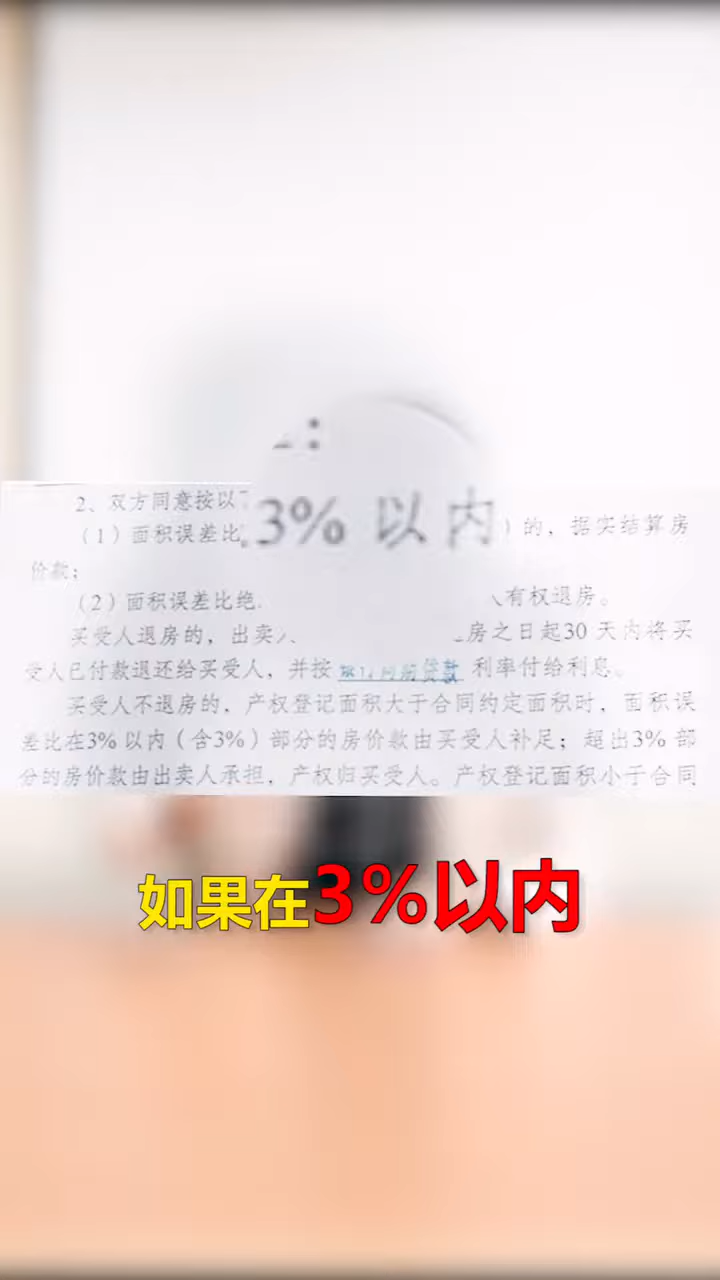 2、双方同意按以
(1)面积误差比 3% 以内 )的，据实结算房
价款；
(2)面积误差比绝 人有权退房。
买受人退房的，出卖人 房之日起30 天内将买
受人已付款退还给买受人，并按 利率付给利息。
买受人不退房的，产权登记面积大于合同约定面积时，面积误
差比在3% 以内（含3%）部分的房价款由买受人补足；超出3% 部
分的房价款由出卖人承担，产权归买受人。产权登记面积小于合同
如果在3%以内